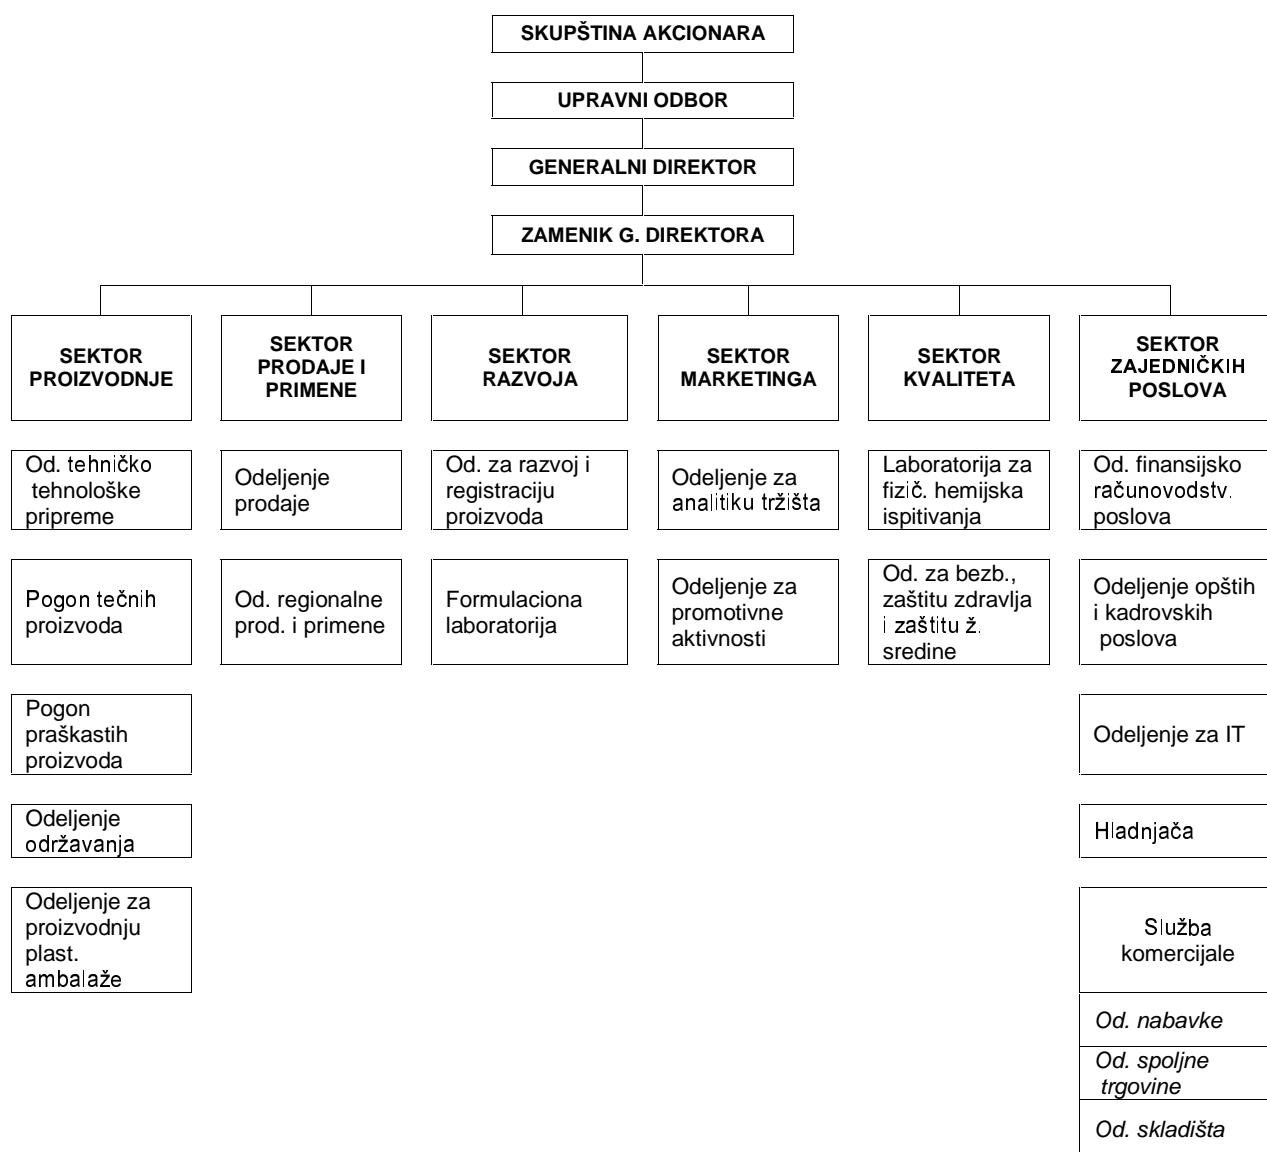 SKUPŠTINA AKCIONARA
UPRAVNI ODBOR
GENERALNI DIREKTOR
ZAMENIK G. DIREKTORA
SEKTOR
PROIZVODNJE
SEKTOR
PRODAJE I
PRIMENE
SEKTOR
RAZVOJA
SEKTOR
MARKETINGA
SEKTOR
KVALITETA
SEKTOR
ZAJEDNIČKIH
POSLOVA
Od. tehničko
tehnološke
pripreme
Odeljenje
prodaje
Od. za razvoj i
registraciju
proizvoda
Odeljenje za
analitiku tržišta
Laboratorija za
fizič. hemijska
ispitivanja
Od. finansijsko
računovodstv.
poslova
Pogon tečnih
proizvoda
Od. regionalne
prod. i primene
Formulaciona
laboratorija
Odeljenje za
promotivne
aktivnosti
Od. za bezb.,
zaštitu zdravlja
i zaštitu ž.
sredine
Odeljenje opštih
i kadrovskih
poslova
Pogon
praškastih
proizvoda
Odeljenje za IT
Odeljenje
održavanja
Hladnjača
Odeljenje za
proizvodnju
plast.
ambalaže
Služba
komercijale
Od. nabavke
Od. spoljne
trgovine
Od. skladišta